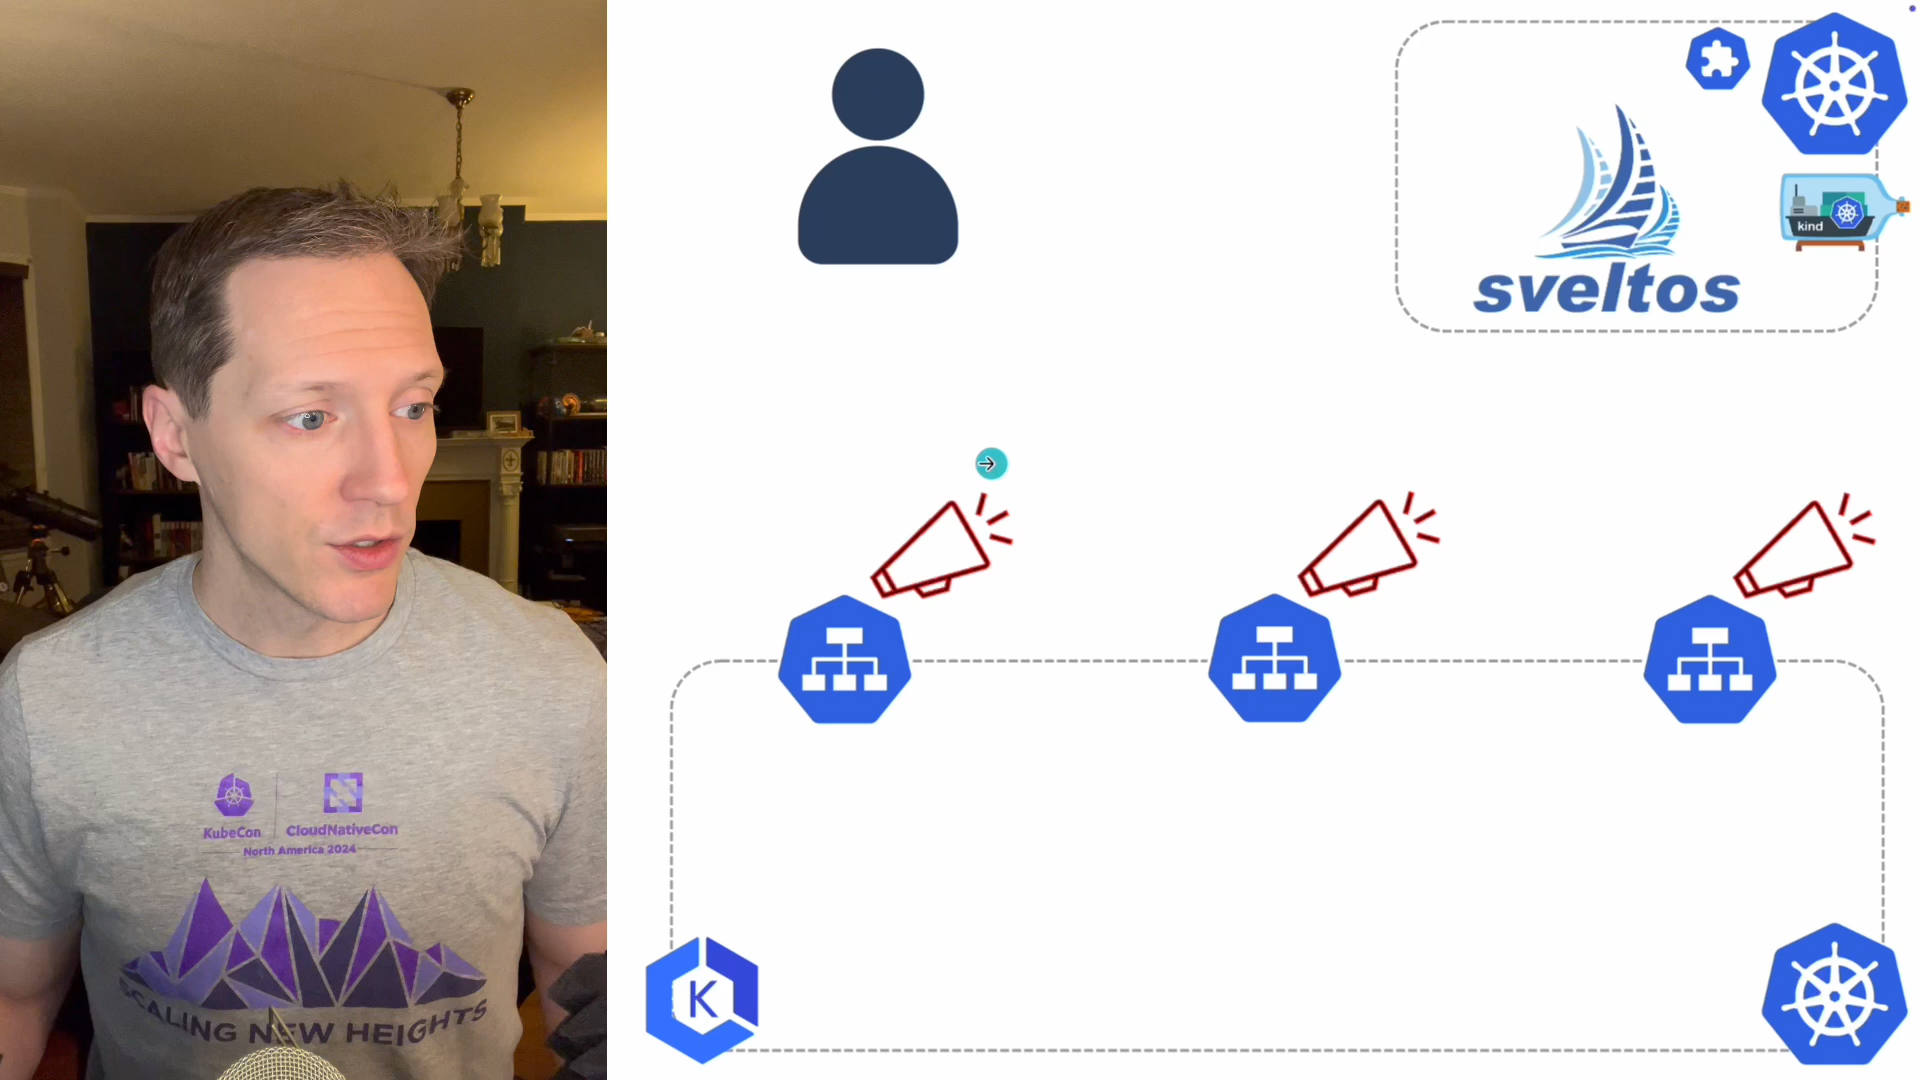 KubeCon
CloudNativeCon
North America 2024
SCALING NEW HEIGHTS
sveltos
kind
K